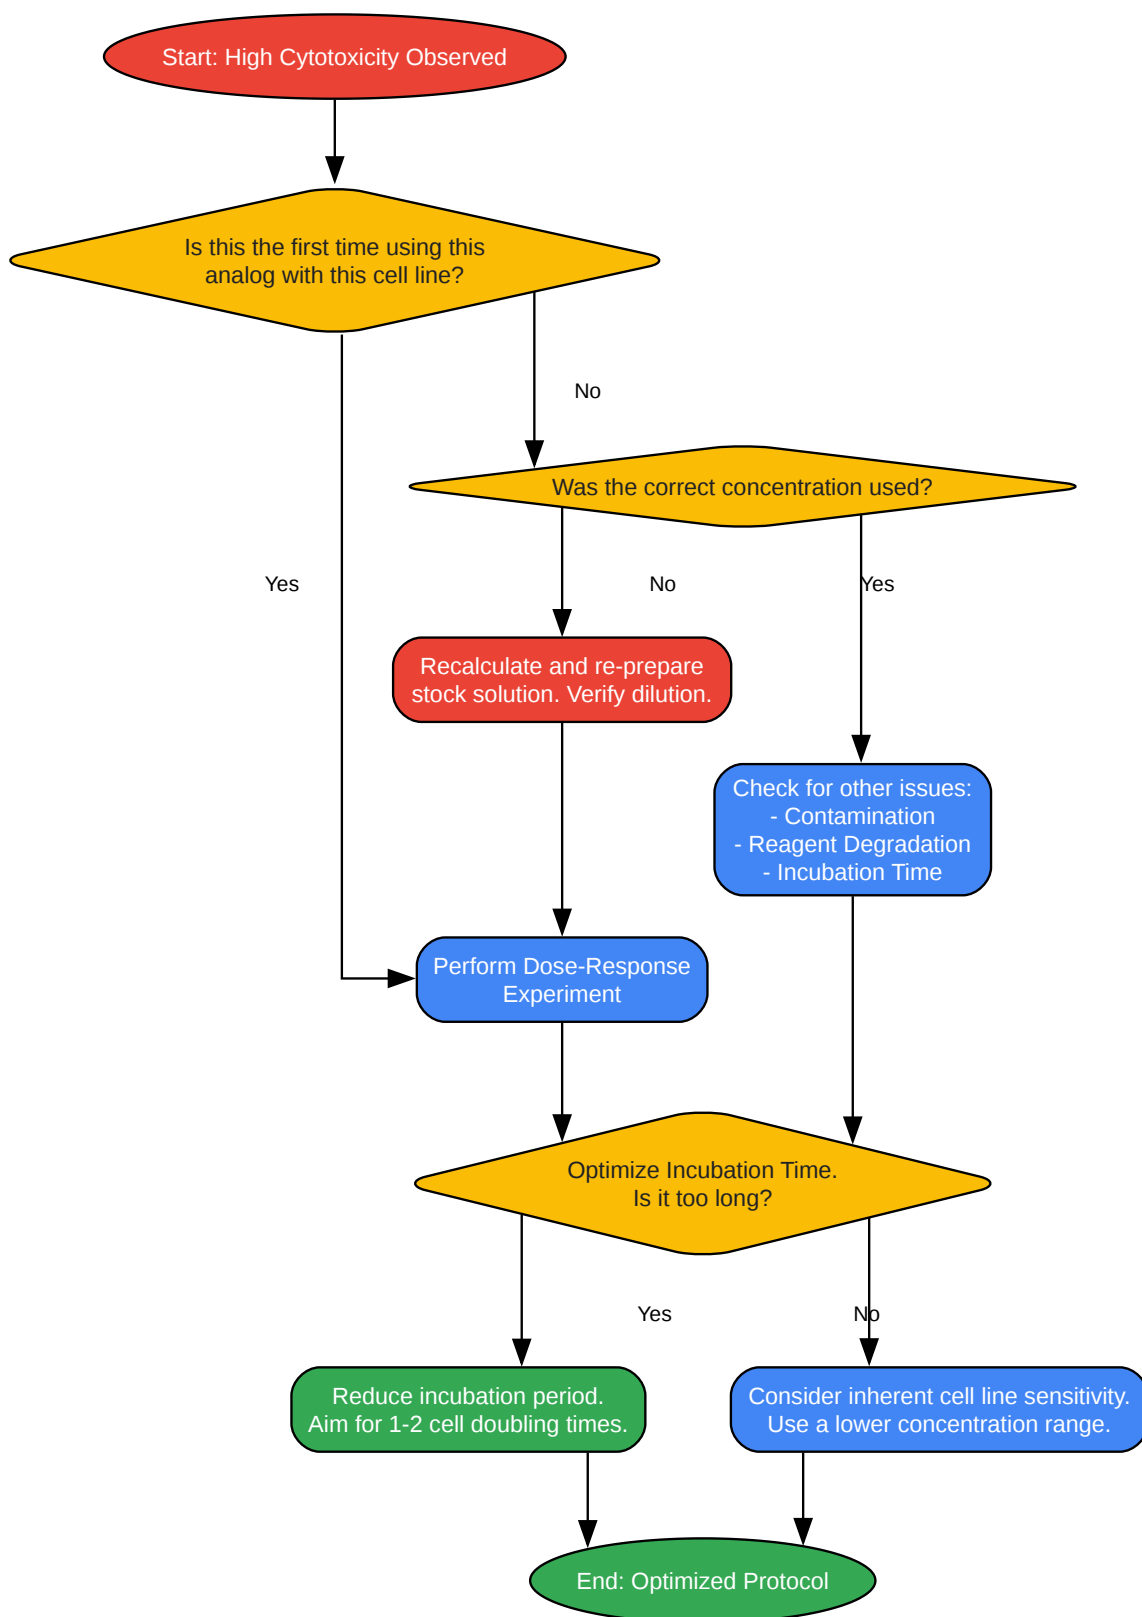 Start: High Cytotoxicity Observed
Is this the first time using this
analog with this cell line?
No
Was the correct concentration used?
Yes
No
Yes
Recalculate and re-prepare
stock solution. Verify dilution.
Check for other issues:
- Contamination
- Reagent Degradation
- Incubation Time
Perform Dose-Response
Experiment
Optimize Incubation Time.
Is it too long?
Yes
No
Reduce incubation period.
Aim for 1-2 cell doubling times.
Consider inherent cell line sensitivity.
Use a lower concentration range.
End: Optimized Protocol